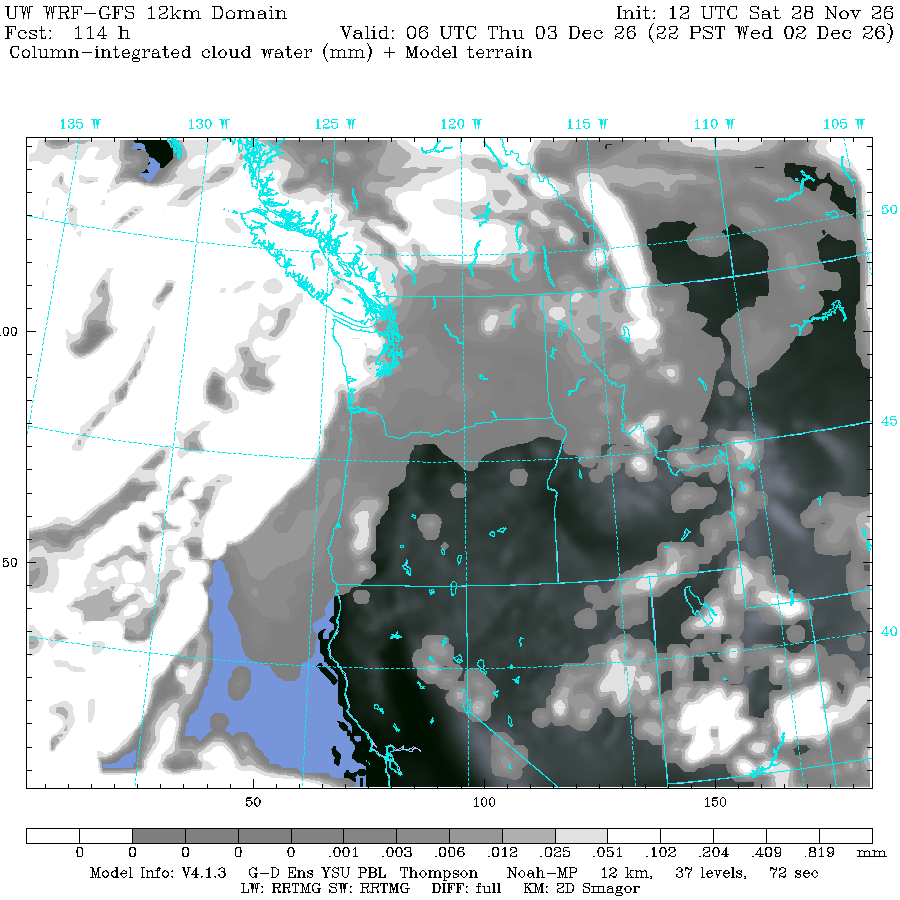 UW WRF-GFS 12km Domain Init: 12 UTC Sat 28 Nov 26
Fcst: 114 h Valid: 06 UTC Thu 03 Dec 26 (22 PST Wed 02 Dec 26)
Column-integrated cloud water (mm) + Model terrain
135 W 130 W 125 W 120 W 115 W 110 W 105 W
50
00
45
50
40
50 100 150
0 0 0 0 0 .001 .003 .006 .012 .025 .051 .102 .204 .409 .819 mm
Model Info: V4.1.3 G-D Ens YSU PBL Thompson Noah-MP 12 km, 37 levels, 72 sec
LW: RRTMG SW: RRTMG DIFF: full KM: 2D Smagor